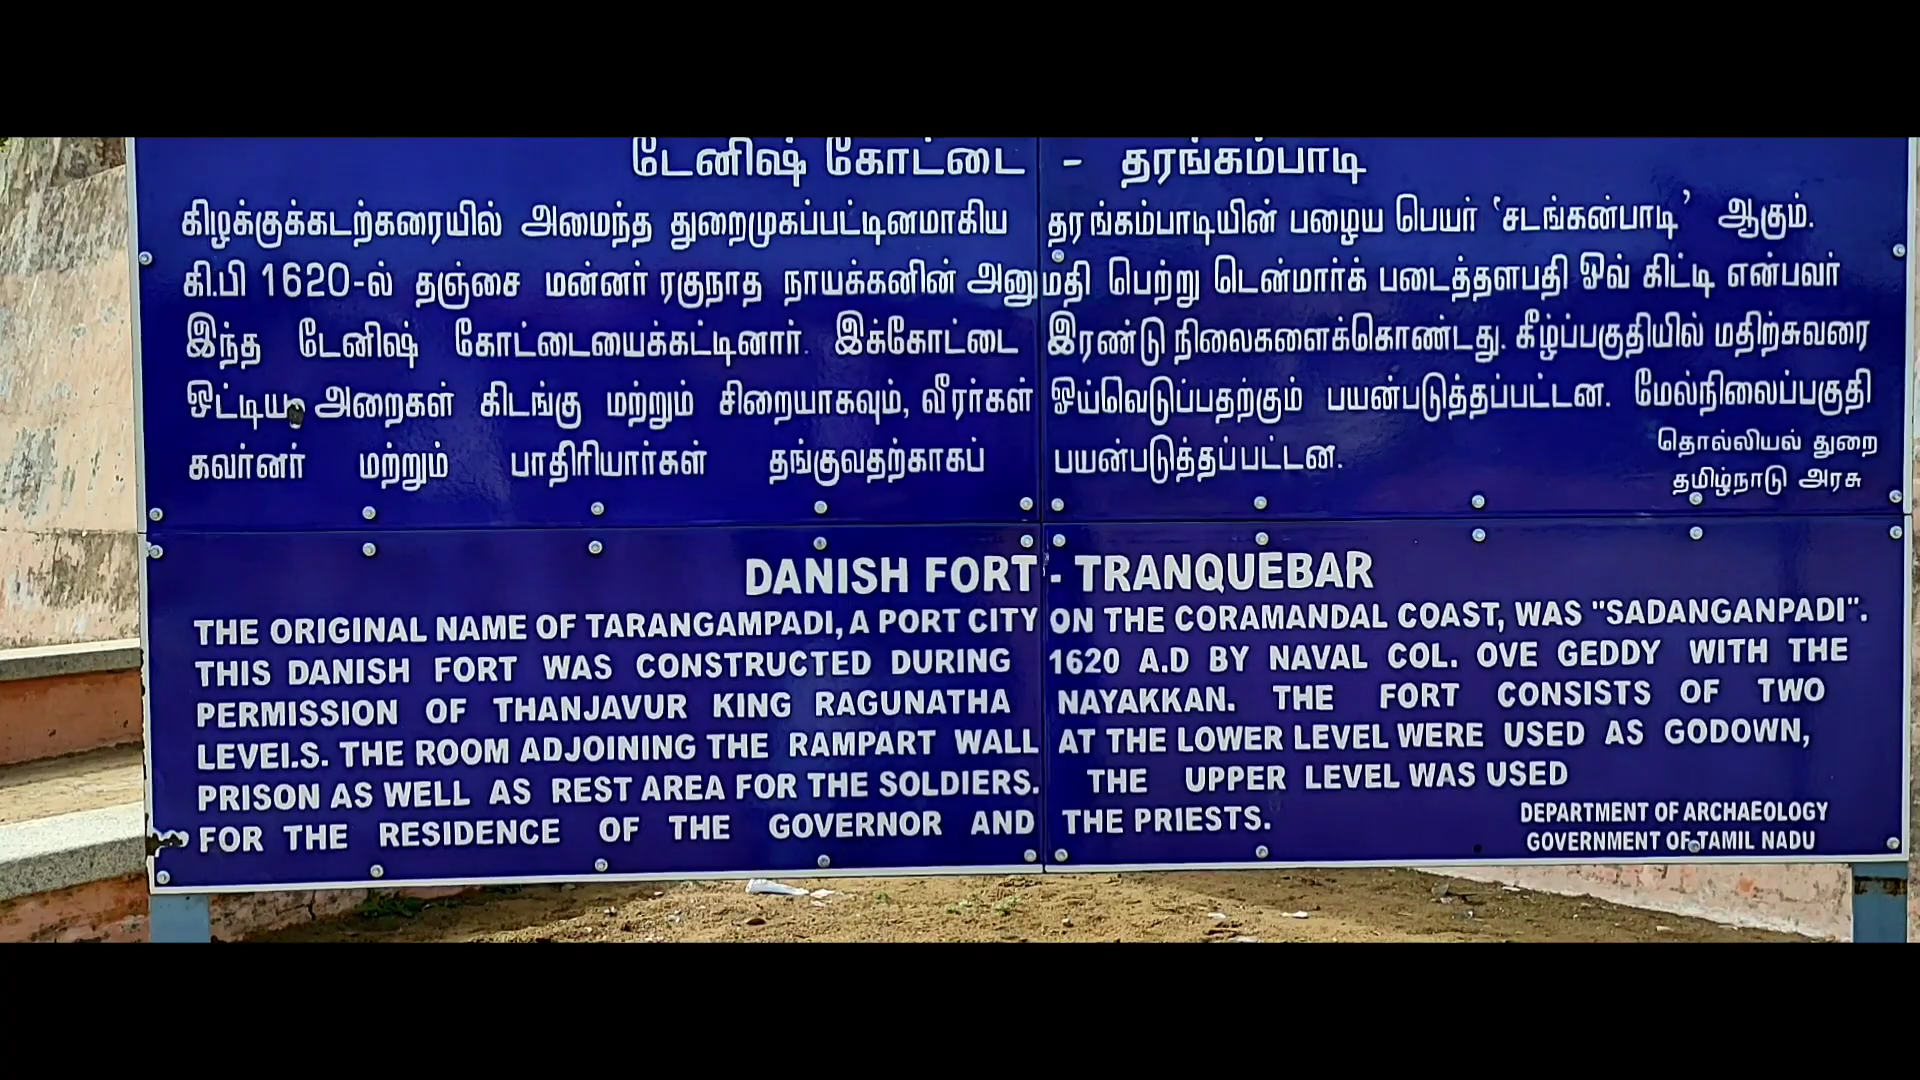 டேனிஷ் கோட்டை - தரங்கம்பாடி
கிழக்குக்கடற்கரையில் அமைந்த துறைமுகப்பட்டினமாகிய தரங்கம்பாடியின் பழைய பெயர் 'சடங்கன்பாடி' ஆகும்.
கி.பி 1620-ல் தஞ்சை மன்னர் ரகுநாத நாயக்கனின் அனுமதி பெற்று டென்மார்க் படைத்தளபதி ஓவ் கிட்டி என்பவர்
இந்த டேனிஷ் கோட்டையைக்கட்டினார். இக்கோட்டை இரண்டு நிலைகளைக்கொண்டது. கீழ்ப்பகுதியில் மதிற்சுவரை
ஒட்டிய அறைகள் கிடங்கு மற்றும் சிறையாகவும், வீரர்கள் ஓய்வெடுப்பதற்கும் பயன்படுத்தப்பட்டன. மேல்நிலைப்பகுதி
கவர்னர் மற்றும் பாதிரியார்கள் தங்குவதற்காகப் பயன்படுத்தப்பட்டன.
தொல்லியல் துறை
தமிழ்நாடு அரசு
DANISH FORT - TRANQUEBAR
THE ORIGINAL NAME OF TARANGAMPADI, A PORT CITY ON THE CORAMANDAL COAST, WAS "SADANGANPADI".
THIS DANISH FORT WAS CONSTRUCTED DURING 1620 A.D BY NAVAL COL. OVE GEDDY WITH THE
PERMISSION OF THANJAVUR KING RAGUNATHA NAYAKKAN. THE FORT CONSISTS OF TWO
LEVELS. THE ROOM ADJOINING THE RAMPART WALL AT THE LOWER LEVEL WERE USED AS GODOWN,
PRISON AS WELL AS REST AREA FOR THE SOLDIERS. THE UPPER LEVEL WAS USED
FOR THE RESIDENCE OF THE GOVERNOR AND THE PRIESTS.
DEPARTMENT OF ARCHAEOLOGY
GOVERNMENT OF TAMIL NADU